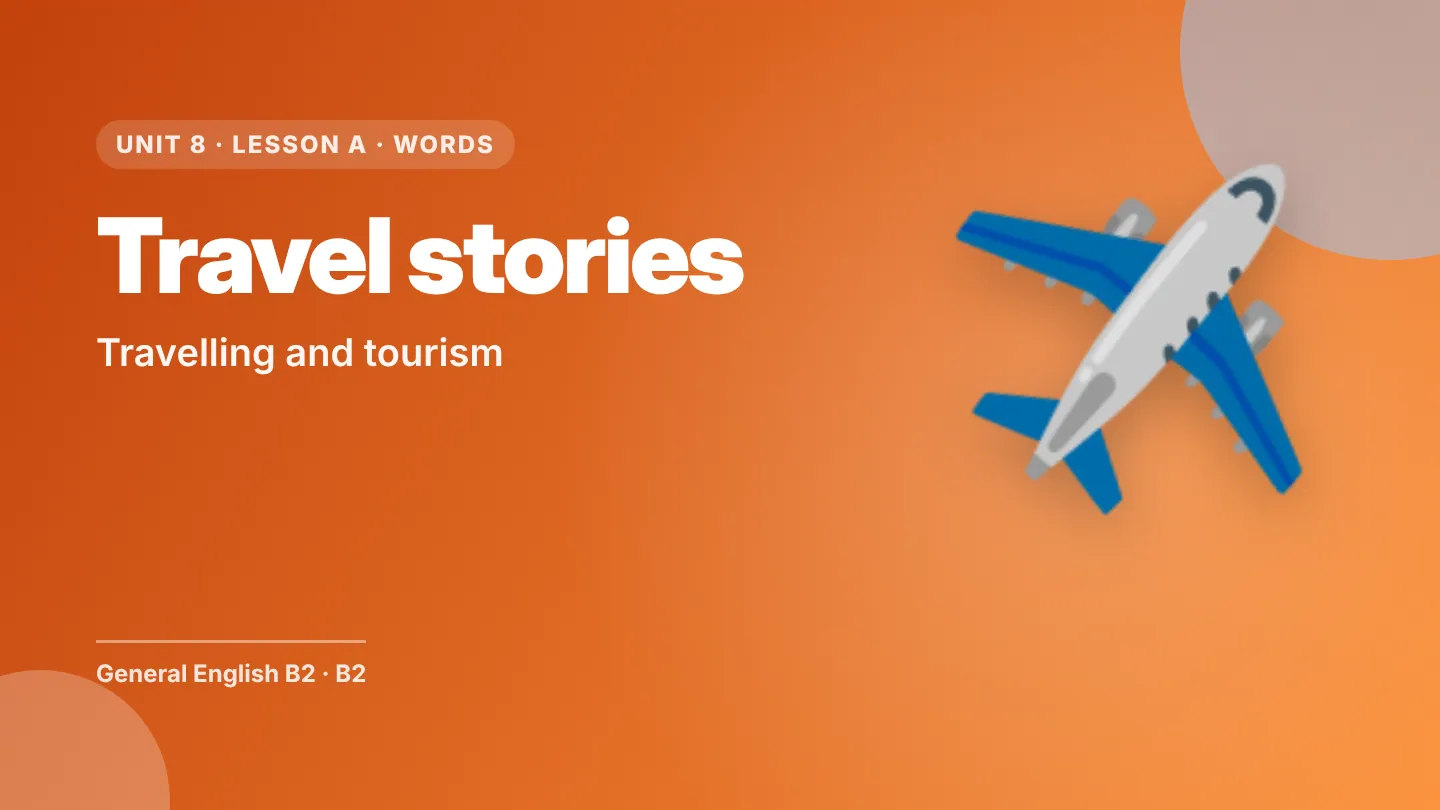 UNIT 8 · LESSON A · WORDS
Travel stories
Travelling and tourism
General English B2 · B2